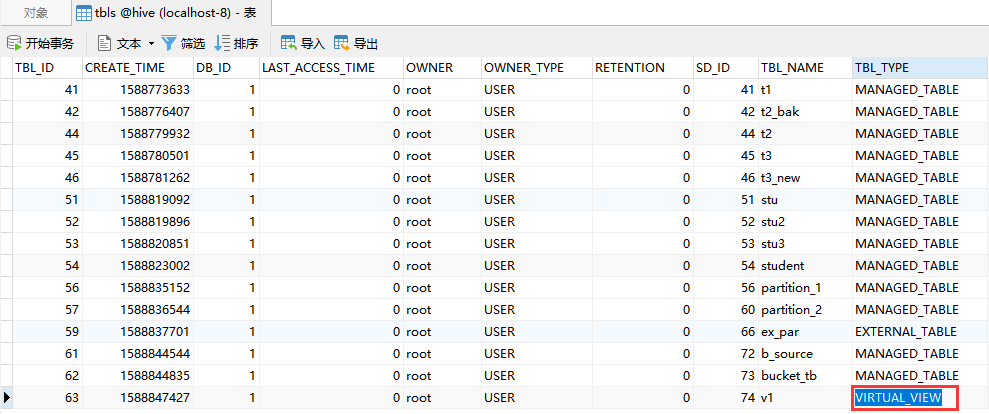 对象 tbls @hive (localhost-8) - 表
开始事务 文本 筛选 排序 导入 导出
TBL_ID CREATE_TIME DB_ID LAST_ACCESS_TIME OWNER OWNER_TYPE RETENTION SD_ID TBL_NAME TBL_TYPE
41 1588773633 1 0 root USER 0 41 t1 MANAGED_TABLE
42 1588776407 1 0 root USER 0 42 t2_bak MANAGED_TABLE
44 1588779932 1 0 root USER 0 44 t2 MANAGED_TABLE
45 1588780501 1 0 root USER 0 45 t3 MANAGED_TABLE
46 1588781262 1 0 root USER 0 46 t3_new MANAGED_TABLE
51 1588819092 1 0 root USER 0 51 stu MANAGED_TABLE
52 1588819896 1 0 root USER 0 52 stu2 MANAGED_TABLE
53 1588820851 1 0 root USER 0 53 stu3 MANAGED_TABLE
54 1588823002 1 0 root USER 0 54 student MANAGED_TABLE
56 1588835152 1 0 root USER 0 56 partition_1 MANAGED_TABLE
57 1588836544 1 0 root USER 0 60 partition_2 MANAGED_TABLE
59 1588837701 1 0 root USER 0 66 ex_par EXTERNAL_TABLE
61 1588844544 1 0 root USER 0 72 b_source MANAGED_TABLE
62 1588844835 1 0 root USER 0 73 bucket_tb MANAGED_TABLE
63 1588847427 1 0 root USER 0 74 v1 VIRTUAL_VIEW